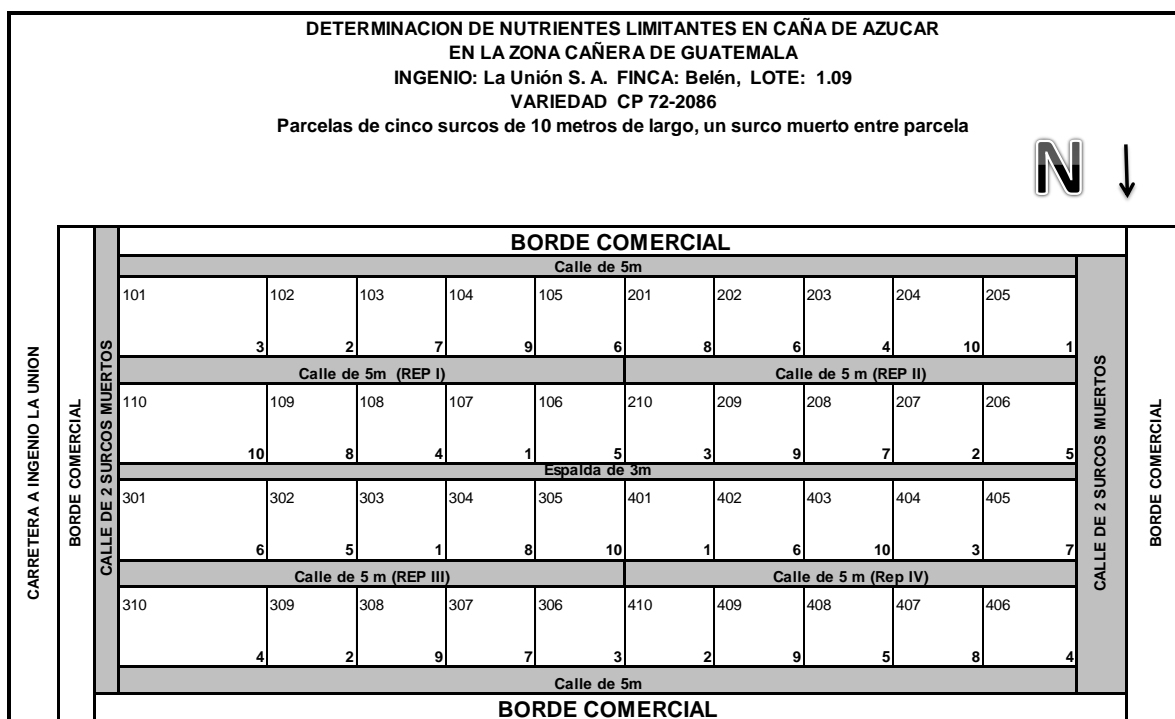 DETERMINACION DE NUTRIENTES LIMITANTES EN CAÑA DE AZUCAR
EN LA ZONA CAÑERA DE GUATEMALA
INGENIO: La Unión S. A. FINCA: Belén, LOTE: 1.09
VARIEDAD CP 72-2086
Parcelas de cinco surcos de 10 metros de largo, un surco muerto entre parcela
N
CARRETERA A INGENIO LA UNION
BORDE COMERCIAL
CALLE DE 2 SURCOS MUERTOS
BORDE COMERCIAL
Calle de 5m
101 102 103 104 105 201 202 203 204 205
3 2 7 9 6 8 6 4 10 1
Calle de 5m (REP I) Calle de 5 m (REP II)
110 109 108 107 106 210 209 208 207 206
10 8 4 1 5 3 9 7 2 5
Espalda de 3m
301 302 303 304 305 401 402 403 404 405
6 5 1 8 10 1 6 10 3 7
Calle de 5 m (REP III) Calle de 5 m (Rep IV)
310 309 308 307 306 410 409 408 407 406
4 2 9 7 3 2 9 5 8 4
Calle de 5m
BORDE COMERCIAL
CALLE DE 2 SURCOS MUERTOS
BORDE COMERCIAL